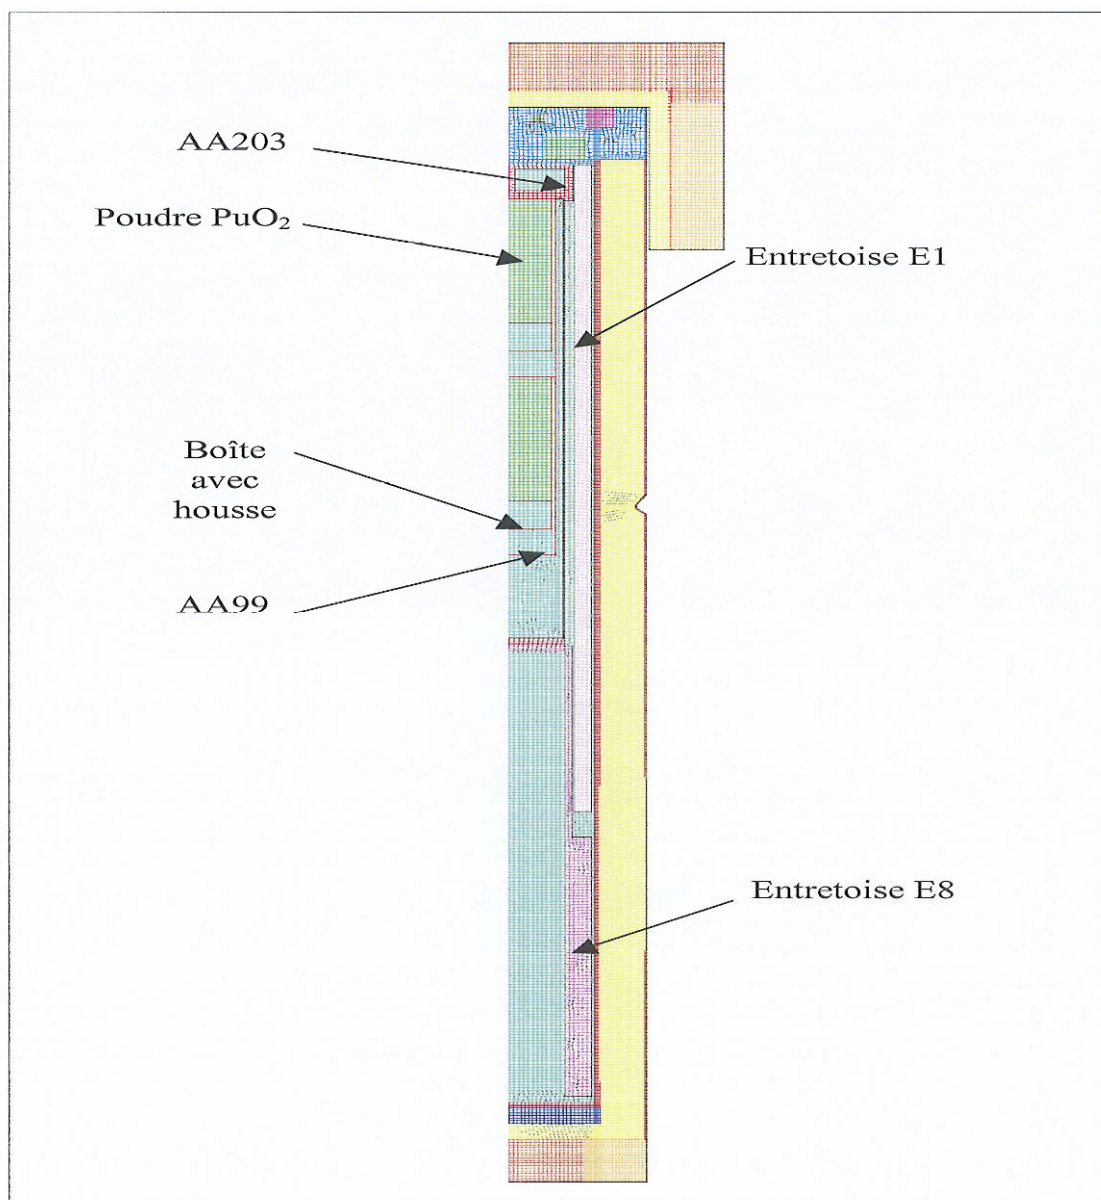 AA203
Poudre PuO₂
Entretoise E1
Boîte
avec
housse
AA99
Entretoise E8